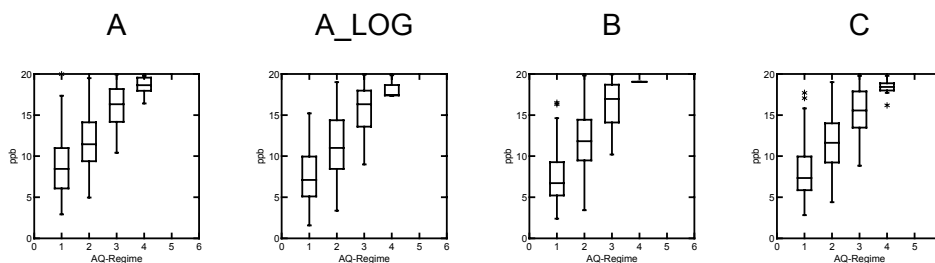 A A_LOG B C
20 20 20 20
15 15 15 15
ppb ppb ppb ppb
10 10 10 10
5 5 5 5
0 0 0 0
0 1 2 3 4 5 6 0 1 2 3 4 5 6 0 1 2 3 4 5 6 0 1 2 3 4 5
AQ-Regime AQ-Regime AQ-Regime AQ-Regime